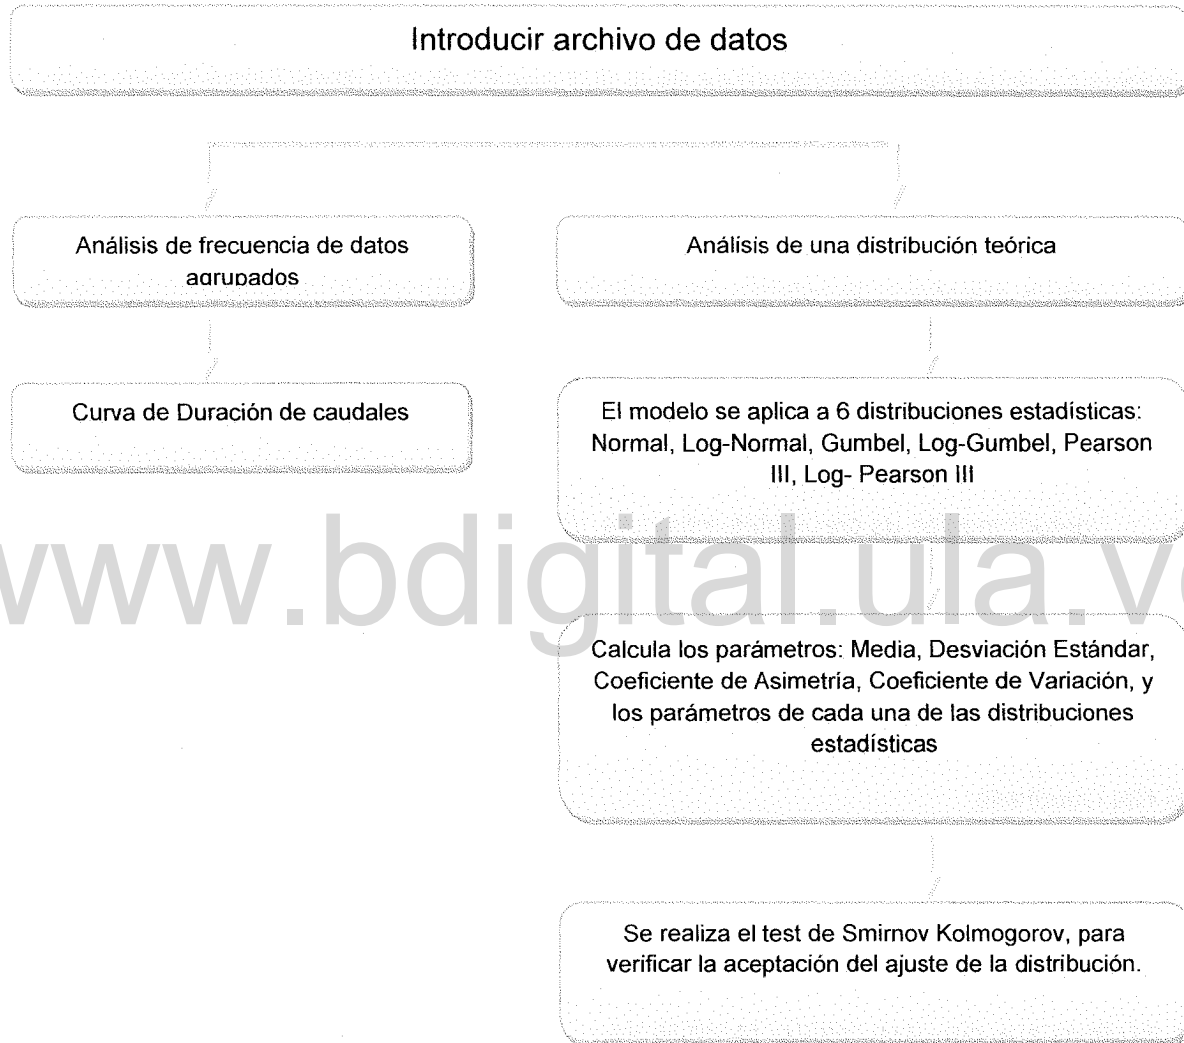 Introducir archivo de datos
Análisis de frecuencia de datos
agrupados
Análisis de una distribución teórica
Curva de Duración de caudales
El modelo se aplica a 6 distribuciones estadísticas:
Normal, Log-Normal, Gumbel, Log-Gumbel, Pearson
III, Log- Pearson III
www.bdigital.ula.ve
Calcula los parámetros: Media, Desviación Estándar,
Coeficiente de Asimetría, Coeficiente de Variación, y
los parámetros de cada una de las distribuciones
estadísticas
Se realiza el test de Smirnov Kolmogorov, para
verificar la aceptación del ajuste de la distribución.